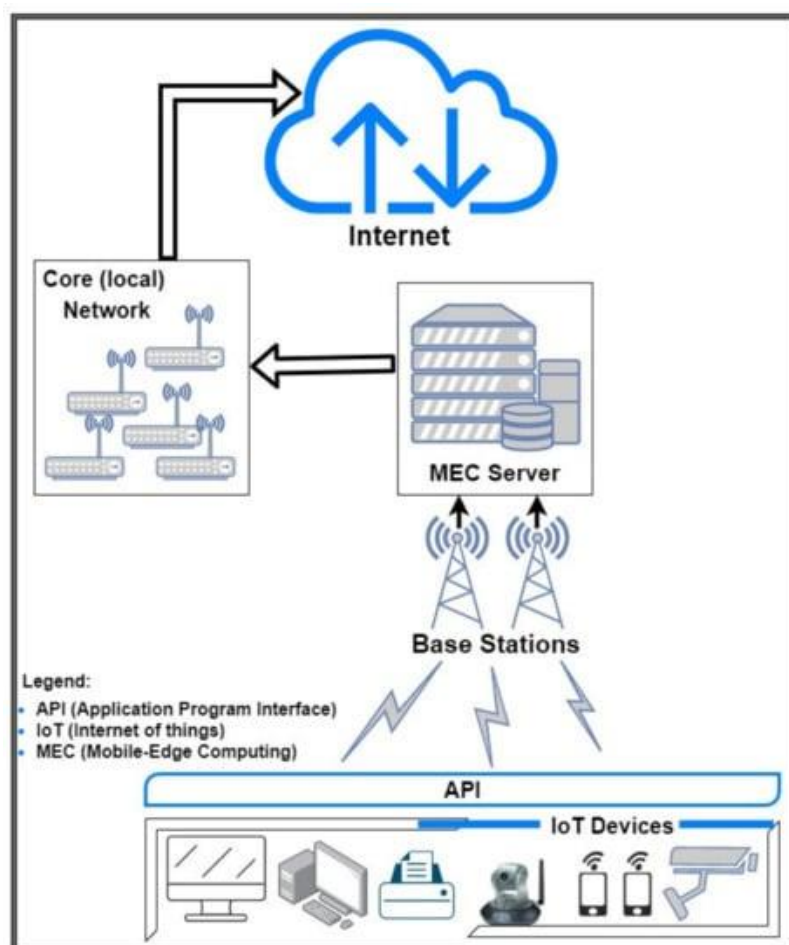 Internet
Core (local)
Network
MEC Server
Base Stations
Legend:
• API (Application Program Interface)
• IoT (Internet of things)
• MEC (Mobile-Edge Computing)
API
IoT Devices